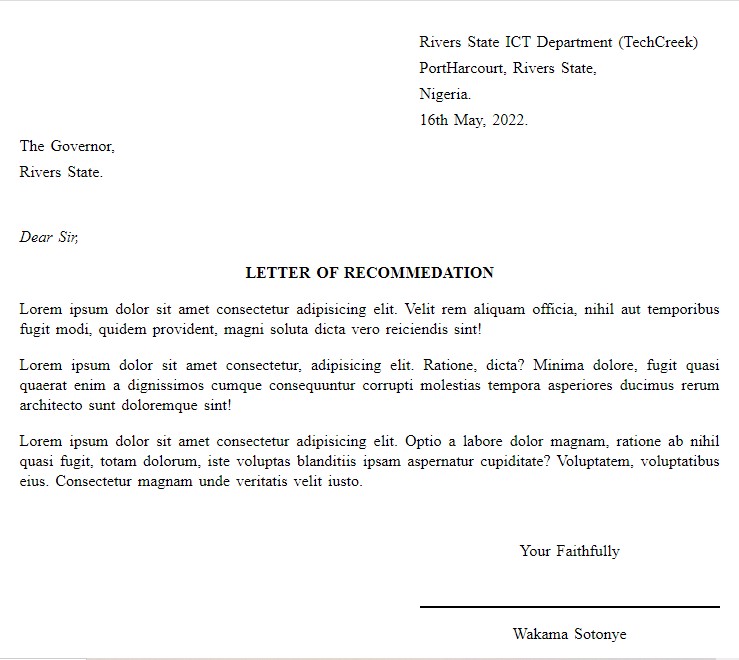 Rivers State ICT Department (TechCreek)
PortHarcourt, Rivers State,
Nigeria.
16th May, 2022.
The Governor,
Rivers State.
Dear Sir,
LETTER OF RECOMMEDATION
Lorem ipsum dolor sit amet consectetur adipisicing elit. Velit rem aliquam officia, nihil aut temporibus
fugit modi, quidem provident, magni soluta dicta vero reiciendis sint!
Lorem ipsum dolor sit amet consectetur, adipisicing elit. Ratione, dicta? Minima dolore, fugit quasi
quaerat enim a dignissimos cumque consequuntur corrupti molestias tempora asperiores ducimus rerum
architecto sunt doloremque sint!
Lorem ipsum dolor sit amet consectetur adipisicing elit. Optio a labore dolor magnam, ratione ab nihil
quasi fugit, totam dolorum, iste voluptas blanditiis ipsam aspernatur cupiditate? Voluptatem, voluptatibus
eius. Consectetur magnam unde veritatis velit iusto.
Your Faithfully
Wakama Sotonye